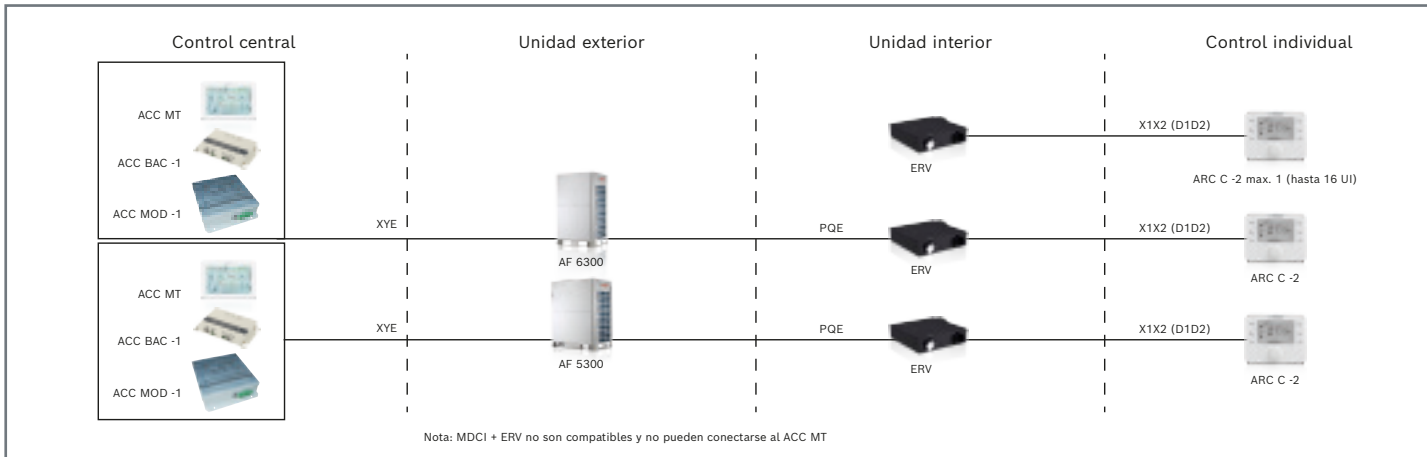 Control central
Unidad exterior
Unidad interior
Control individual
ACC MT
ACC BAC -1
ACC MOD -1
X1X2 (D1D2)
ERV
ARC C -2 max. 1 (hasta 16 UI)
XYE
AF 6300
PQE
ERV
X1X2 (D1D2)
ARC C -2
ACC MT
ACC BAC -1
ACC MOD -1
XYE
AF 5300
PQE
ERV
X1X2 (D1D2)
ARC C -2
Nota: MDCI + ERV no son compatibles y no pueden conectarse al ACC MT